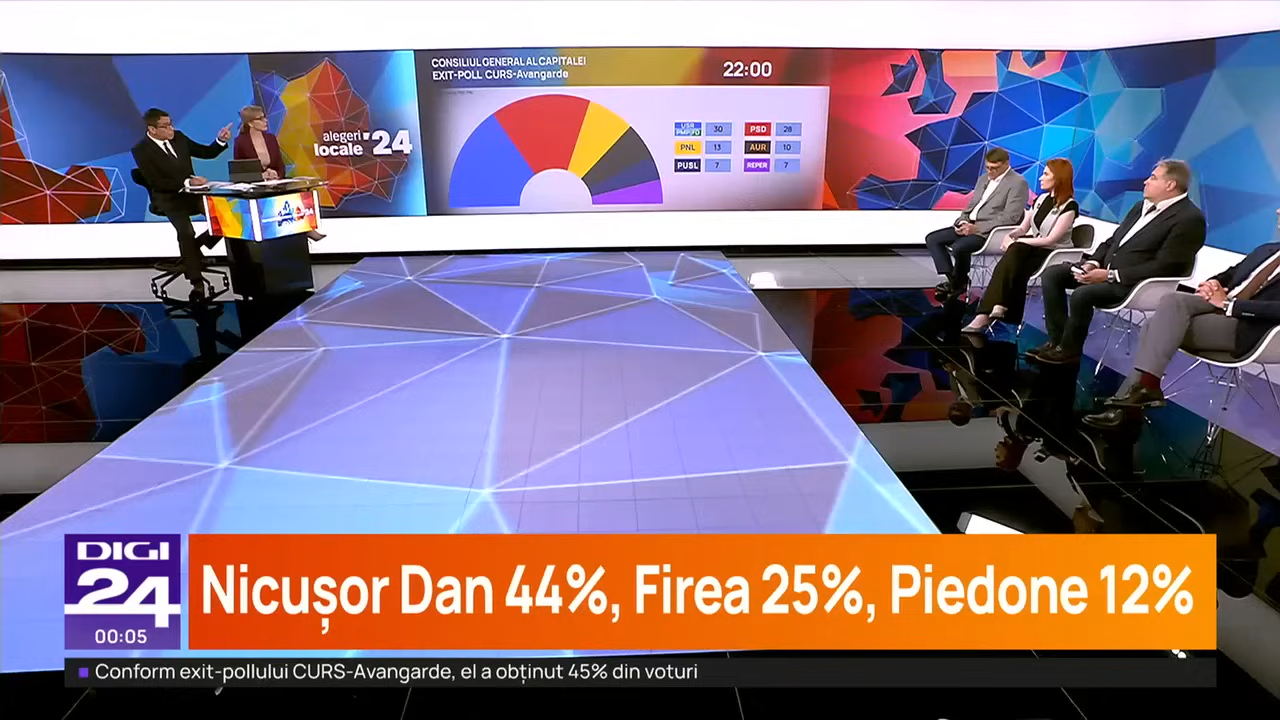 CONSILIUL GENERAL AL CAPITALEI
EXIT-POLL CURS-Avangarde
22:00
alegeri
locale '24
USR
PMP FD
30
PSD
28
PNL
13
AUR
10
PUSL
7
REPER
7
DIGI
24
00:05
Nicușor Dan 44%, Firea 25%, Piedone 12%
Conform exit-pollului CURS-Avangarde, el a obținut 45% din voturi